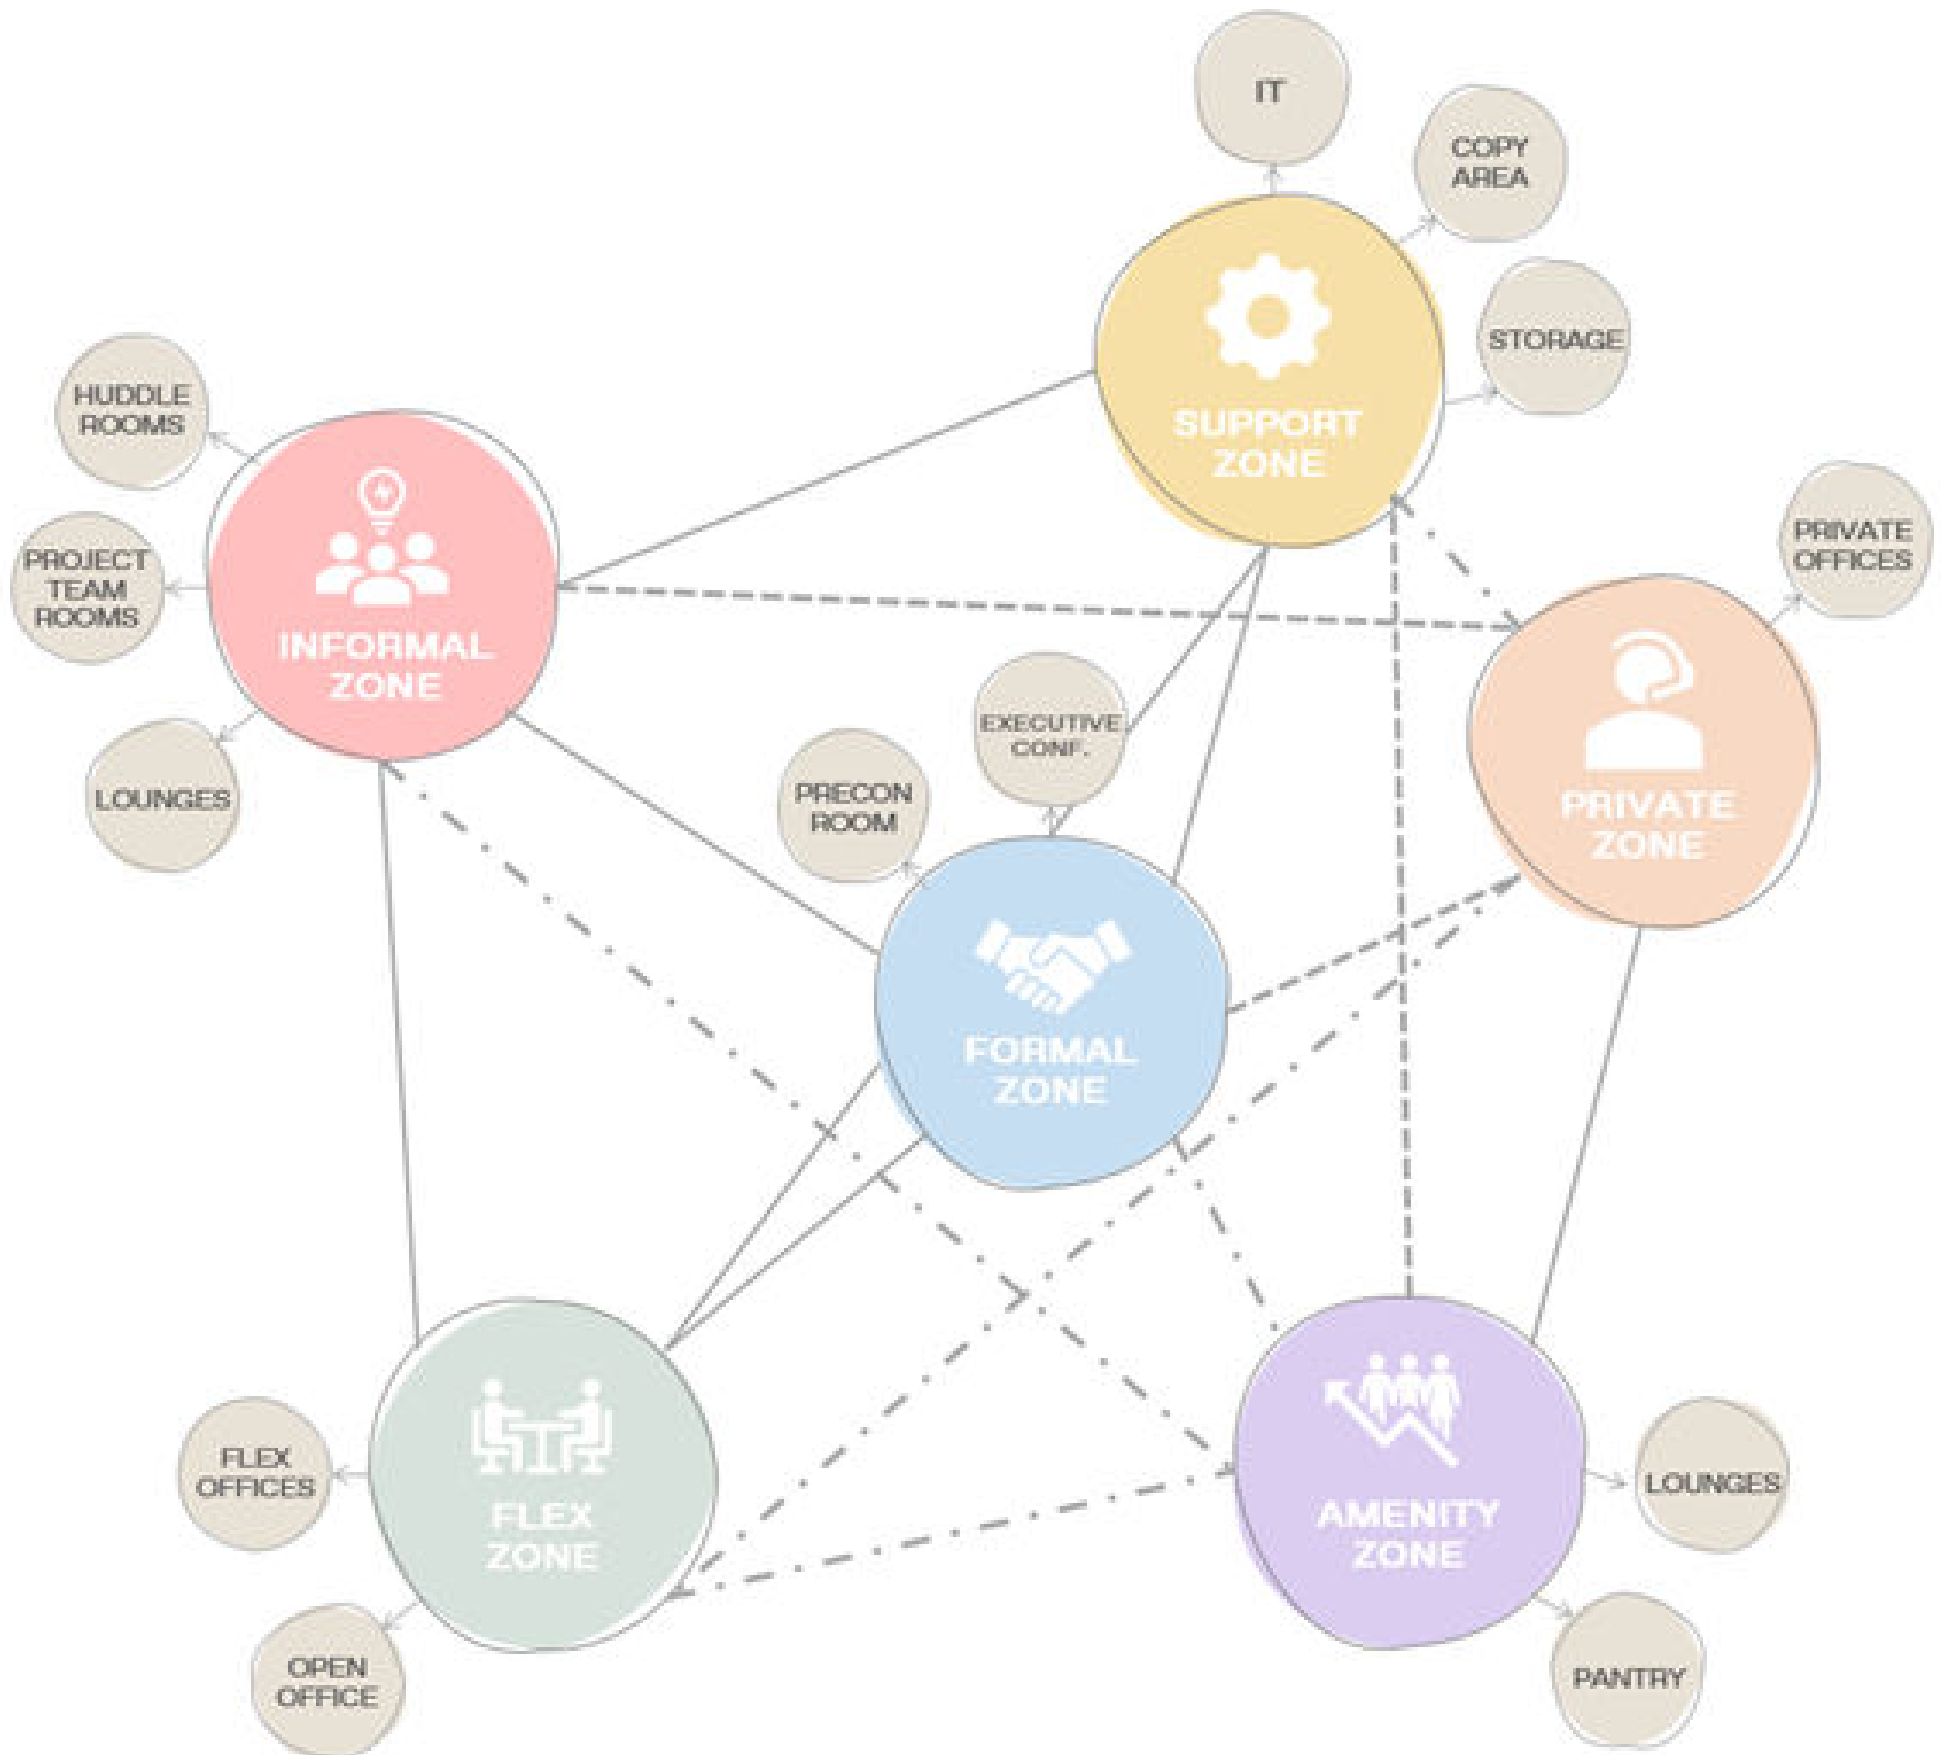 IT
COPY
AREA
STORAGE
SUPPORT
ZONE
HUDDLE
ROOMS
PROJECT
TEAM
ROOMS
LOUNGES
INFORMAL
ZONE
PRIVATE
OFFICES
PRIVATE
ZONE
EXECUTIVE
CONF.
PRECON
ROOM
FORMAL
ZONE
FLEX
OFFICES
OPEN
OFFICE
FLEX
ZONE
AMENITY
ZONE
LOUNGES
PANTRY